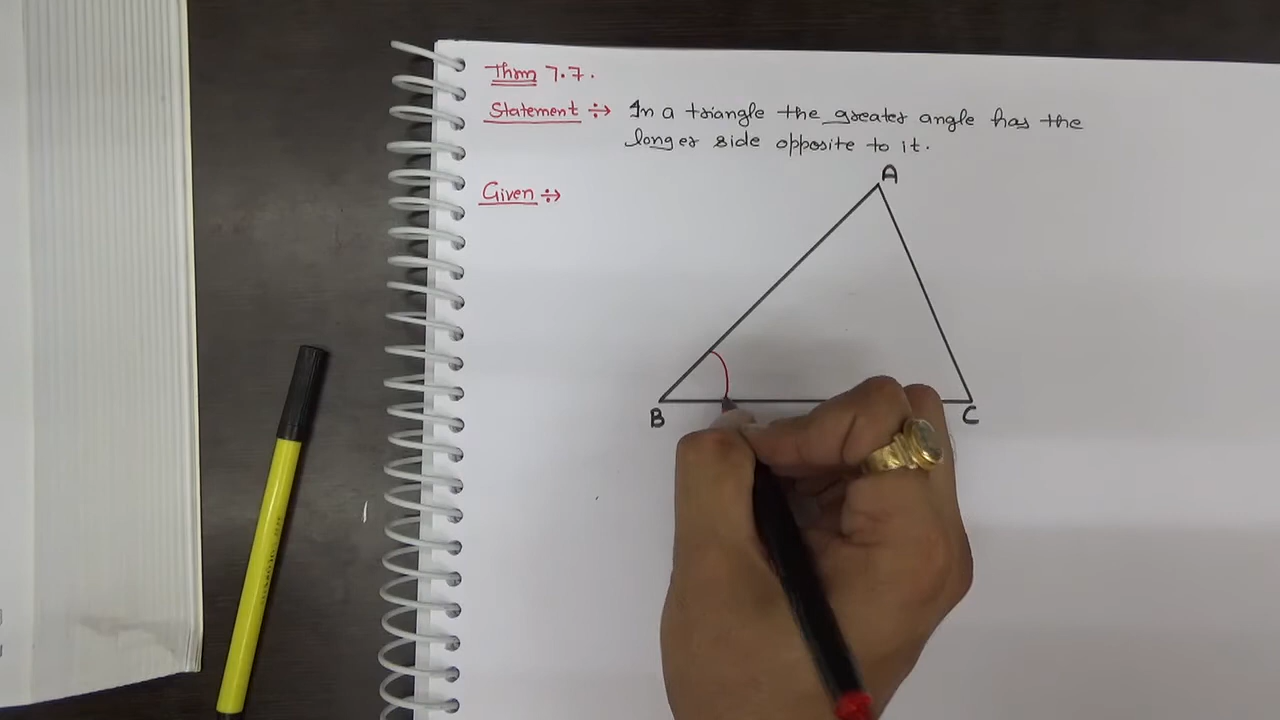 Thm 7.7.
Statement ÷> In a triangle the greater angle has the
longer side opposite to it.
Given ÷>
A
B
C